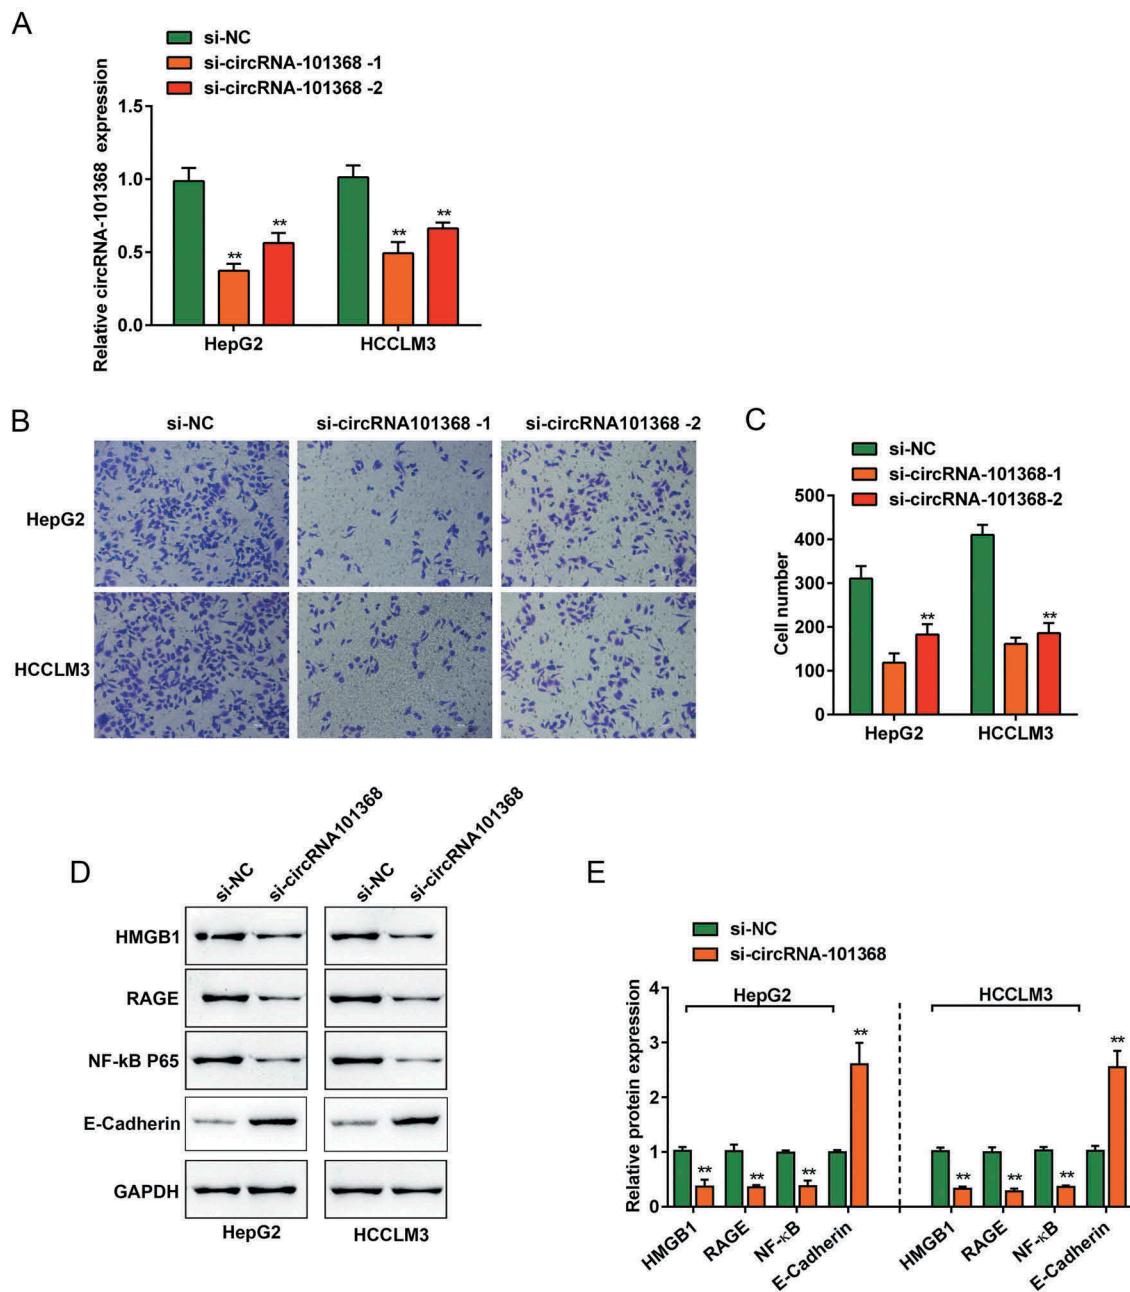 A
si-NC
si-circRNA-101368 -1
si-circRNA-101368 -2
Relative circRNA-101368 expression
1.5
1.0
0.5
0.0
**
**
**
**
HepG2
HCCLM3
B
si-NC
si-circRNA101368 -1
si-circRNA101368 -2
HepG2
HCCLM3
C
si-NC
si-circRNA-101368-1
si-circRNA-101368-2
Cell number
500
400
300
200
100
0
**
**
HepG2
HCCLM3
D
si-NC
si-circRNA101368
si-NC
si-circRNA101368
HMGB1
RAGE
NF-kB P65
E-Cadherin
GAPDH
HepG2
HCCLM3
E
si-NC
si-circRNA-101368
Relative protein expression
4
3
2
1
0
HepG2
HCCLM3
**
**
**
**
**
**
**
**
HMGB1
RAGE
NF-κB
E-Cadherin
HMGB1
RAGE
NF-κB
E-Cadherin